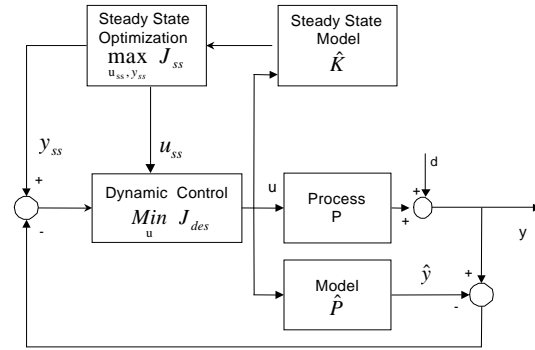 Steady State
Optimization
max J_ss
u_ss, y_ss
Steady State
Model
K̂
y_ss
u_ss
+
-
Dynamic Control
Min J_des
u
u
Process
P
d
+
+
y
Model
P̂
ŷ
+
-